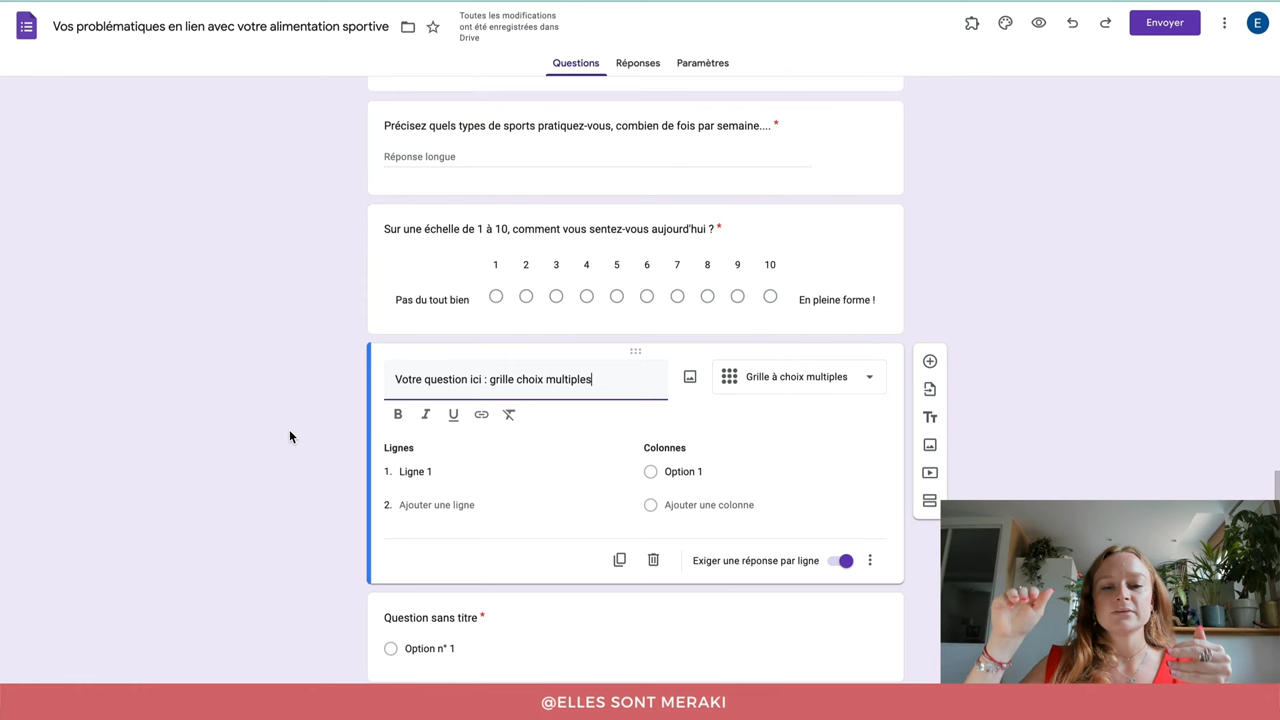 Vos problématiques en lien avec votre alimentation sportive
Toutes les modifications
ont été enregistrées dans
Drive
Envoyer
E
Questions
Réponses
Paramètres
Précisez quels types de sports pratiquez-vous, combien de fois par semaine.... *
Réponse longue
Sur une échelle de 1 à 10, comment vous sentez-vous aujourd'hui ? *
1 2 3 4 5 6 7 8 9 10
Pas du tout bien
En pleine forme !
Votre question ici : grille choix multiples
Grille à choix multiples
B I U
Tт
Lignes
Colonnes
1. Ligne 1
Option 1
2. Ajouter une ligne
Ajouter une colonne
Exiger une réponse par ligne
Question sans titre *
Option n° 1
@ELLES SONT MERAKI